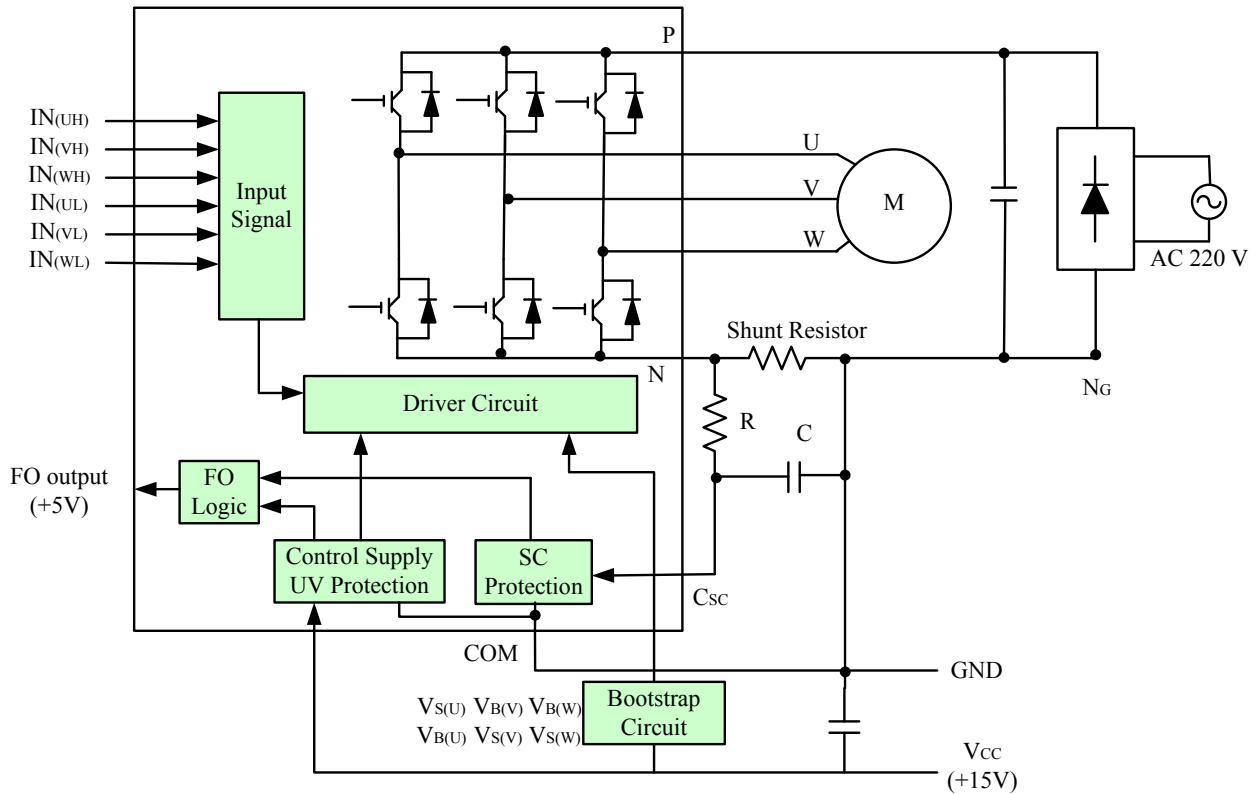 P
IN(UH)
IN(VH)
IN(WH)
IN(UL)
IN(VL)
IN(WL)
Input
Signal
U
V
W
M
AC 220 V
Shunt Resistor
N
NG
Driver Circuit
R
C
FO output
(+5V)
FO
Logic
Control Supply
UV Protection
SC
Protection
CSC
COM
GND
VS(U) VB(V) VB(W)
VB(U) VS(V) VS(W)
Bootstrap
Circuit
VCC
(+15V)